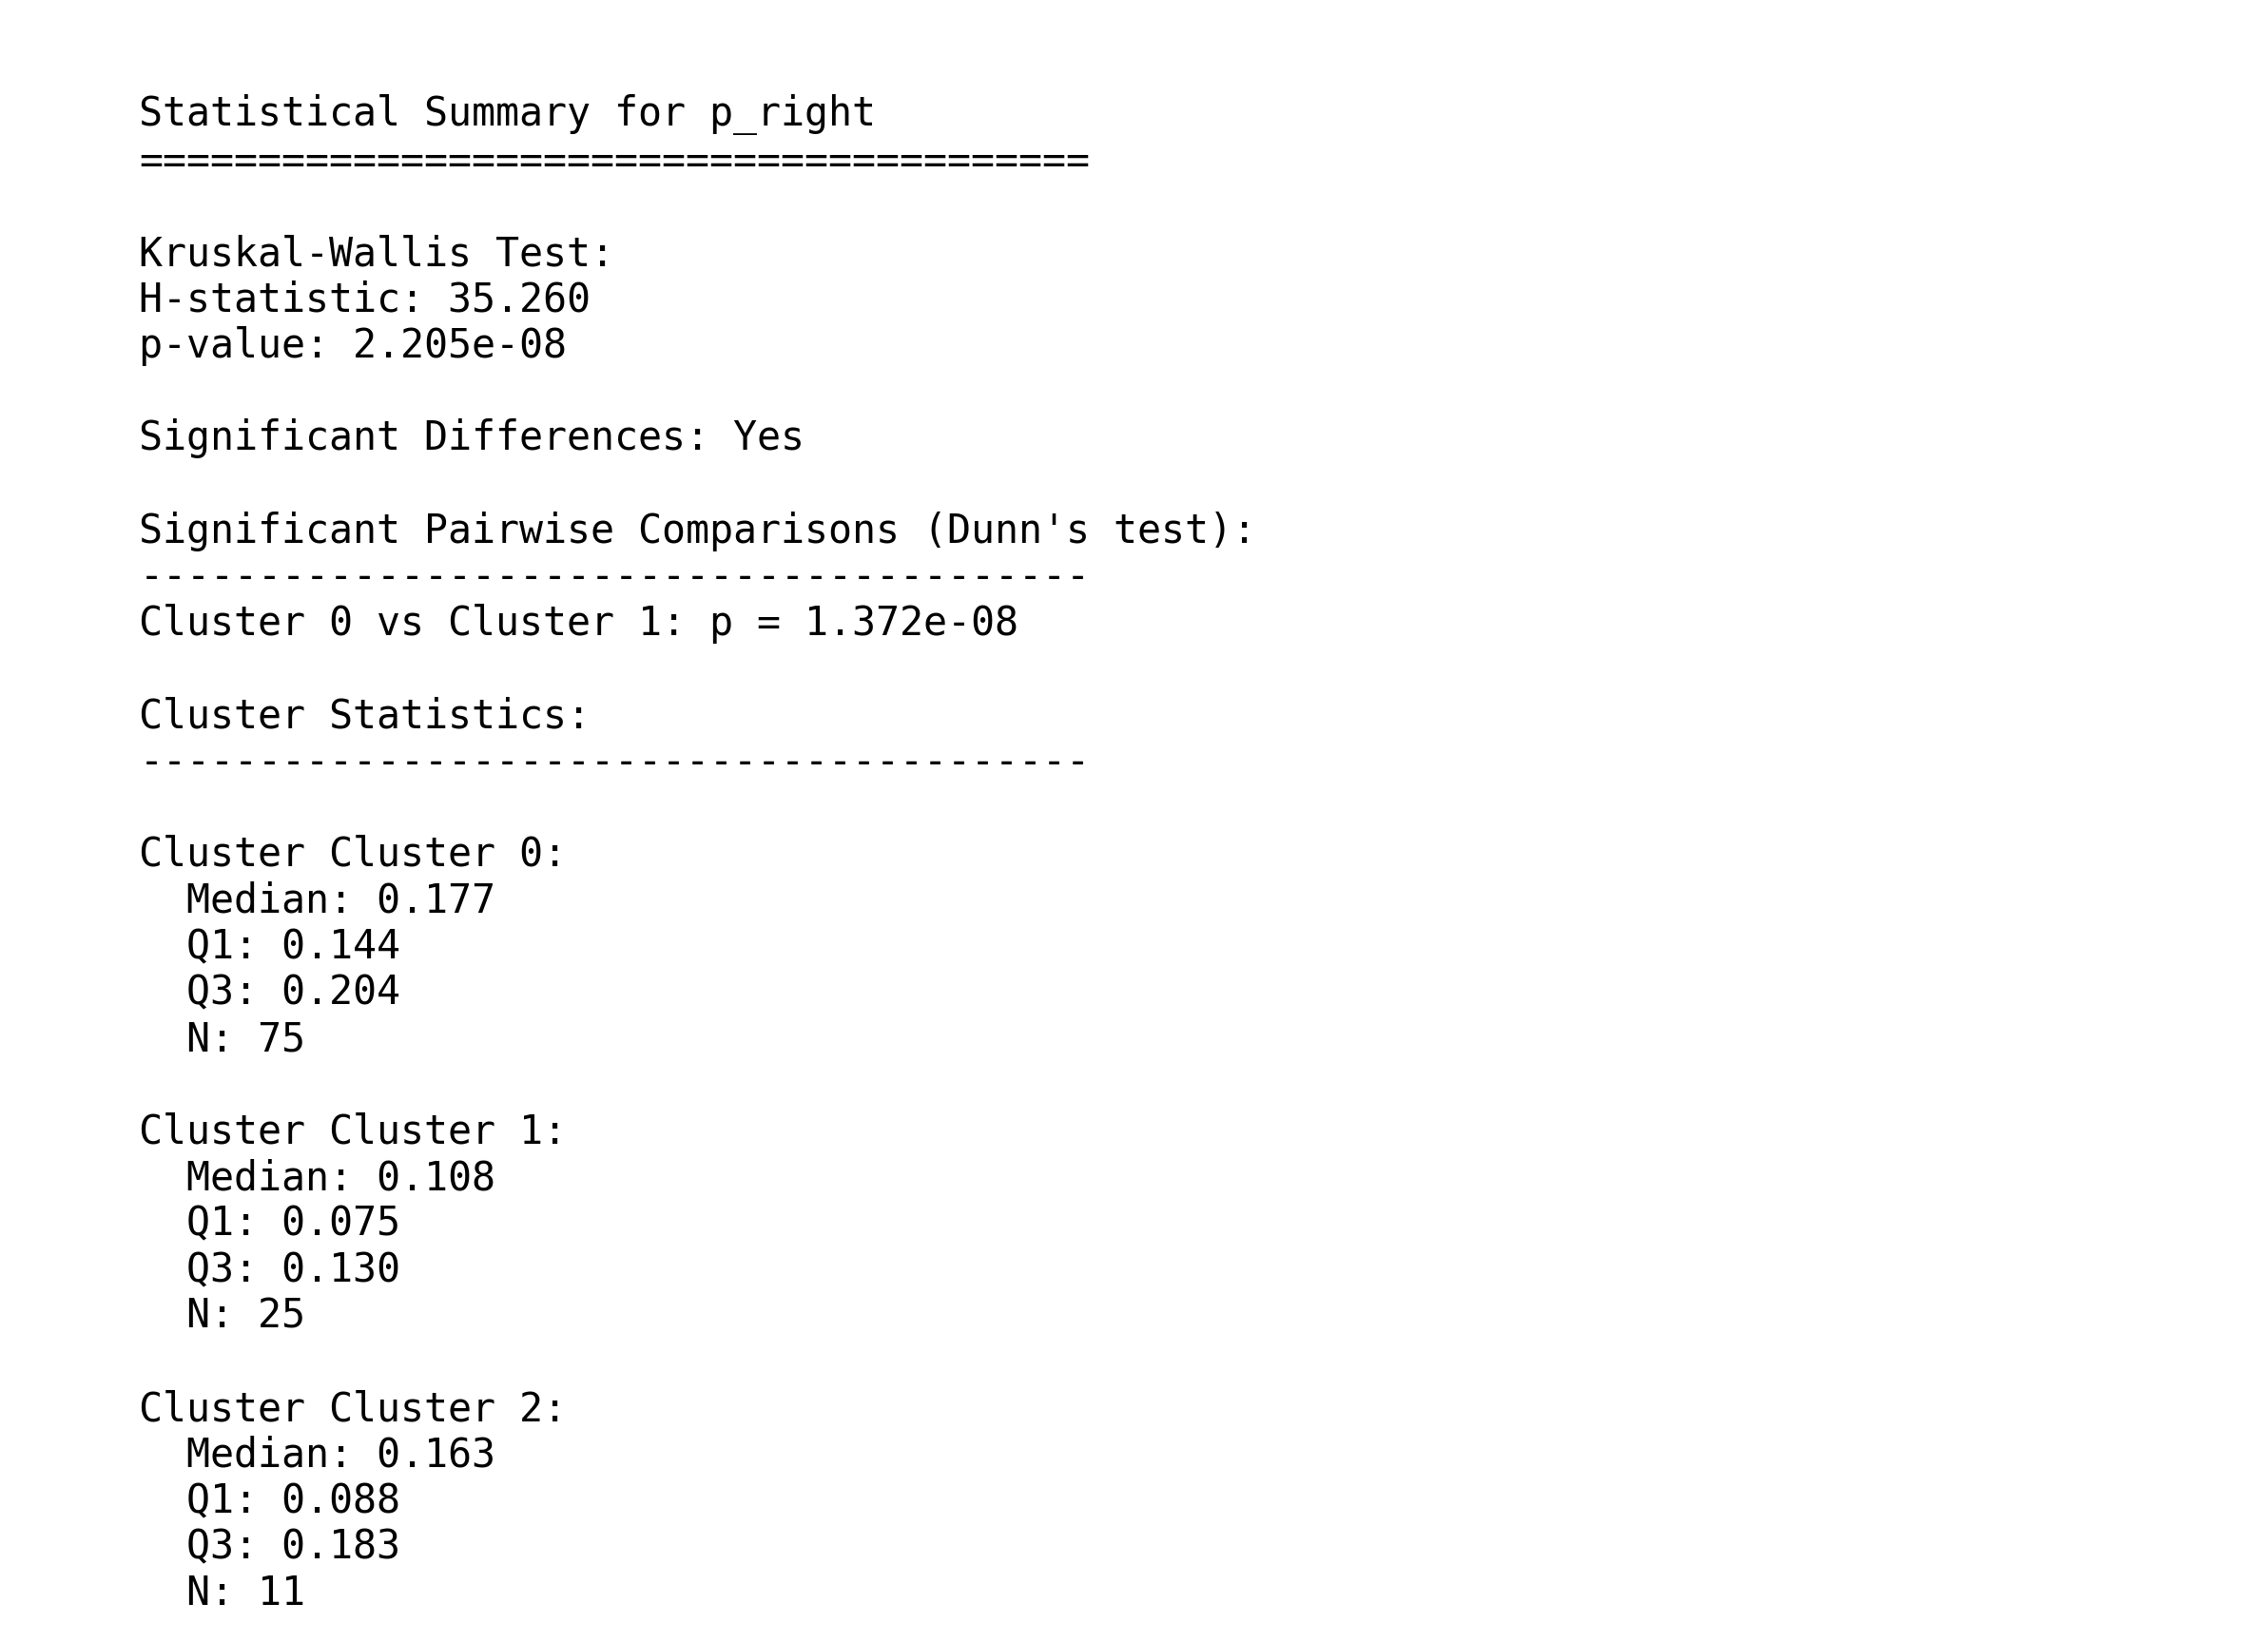 Statistical Summary for p_right
========================================
Kruskal-Wallis Test:
H-statistic: 35.260
p-value: 2.205e-08
Significant Differences: Yes
Significant Pairwise Comparisons (Dunn's test):
----------------------------------------
Cluster 0 vs Cluster 1: p = 1.372e-08
Cluster Statistics:
----------------------------------------
Cluster Cluster 0:
Median: 0.177
Q1: 0.144
Q3: 0.204
N: 75
Cluster Cluster 1:
Median: 0.108
Q1: 0.075
Q3: 0.130
N: 25
Cluster Cluster 2:
Median: 0.163
Q1: 0.088
Q3: 0.183
N: 11